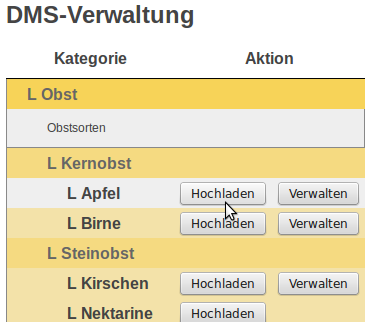 DMS-Verwaltung
Kategorie Aktion
L Obst
Obstsorten
L Kernobst
L Apfel Hochladen Verwalten
L Birne Hochladen Verwalten
L Steinobst
L Kirschen Hochladen Verwalten
L Nektarine Hochladen